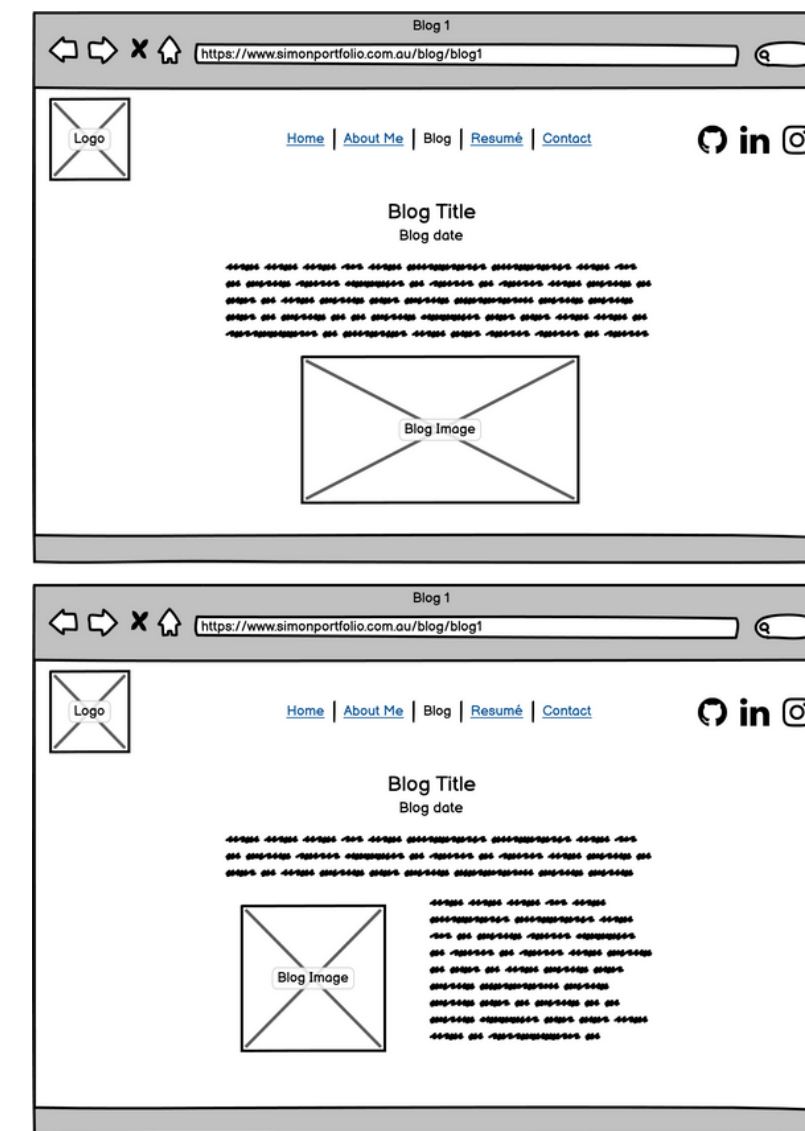 Blog 1
https://www.simonportfolio.com.au/blog/blog1
Logo
Home | About Me | Blog | Resumé | Contact
in
Blog Title
Blog date
Blog Image
Blog 1
https://www.simonportfolio.com.au/blog/blog1
Logo
Home | About Me | Blog | Resumé | Contact
in
Blog Title
Blog date
Blog Image